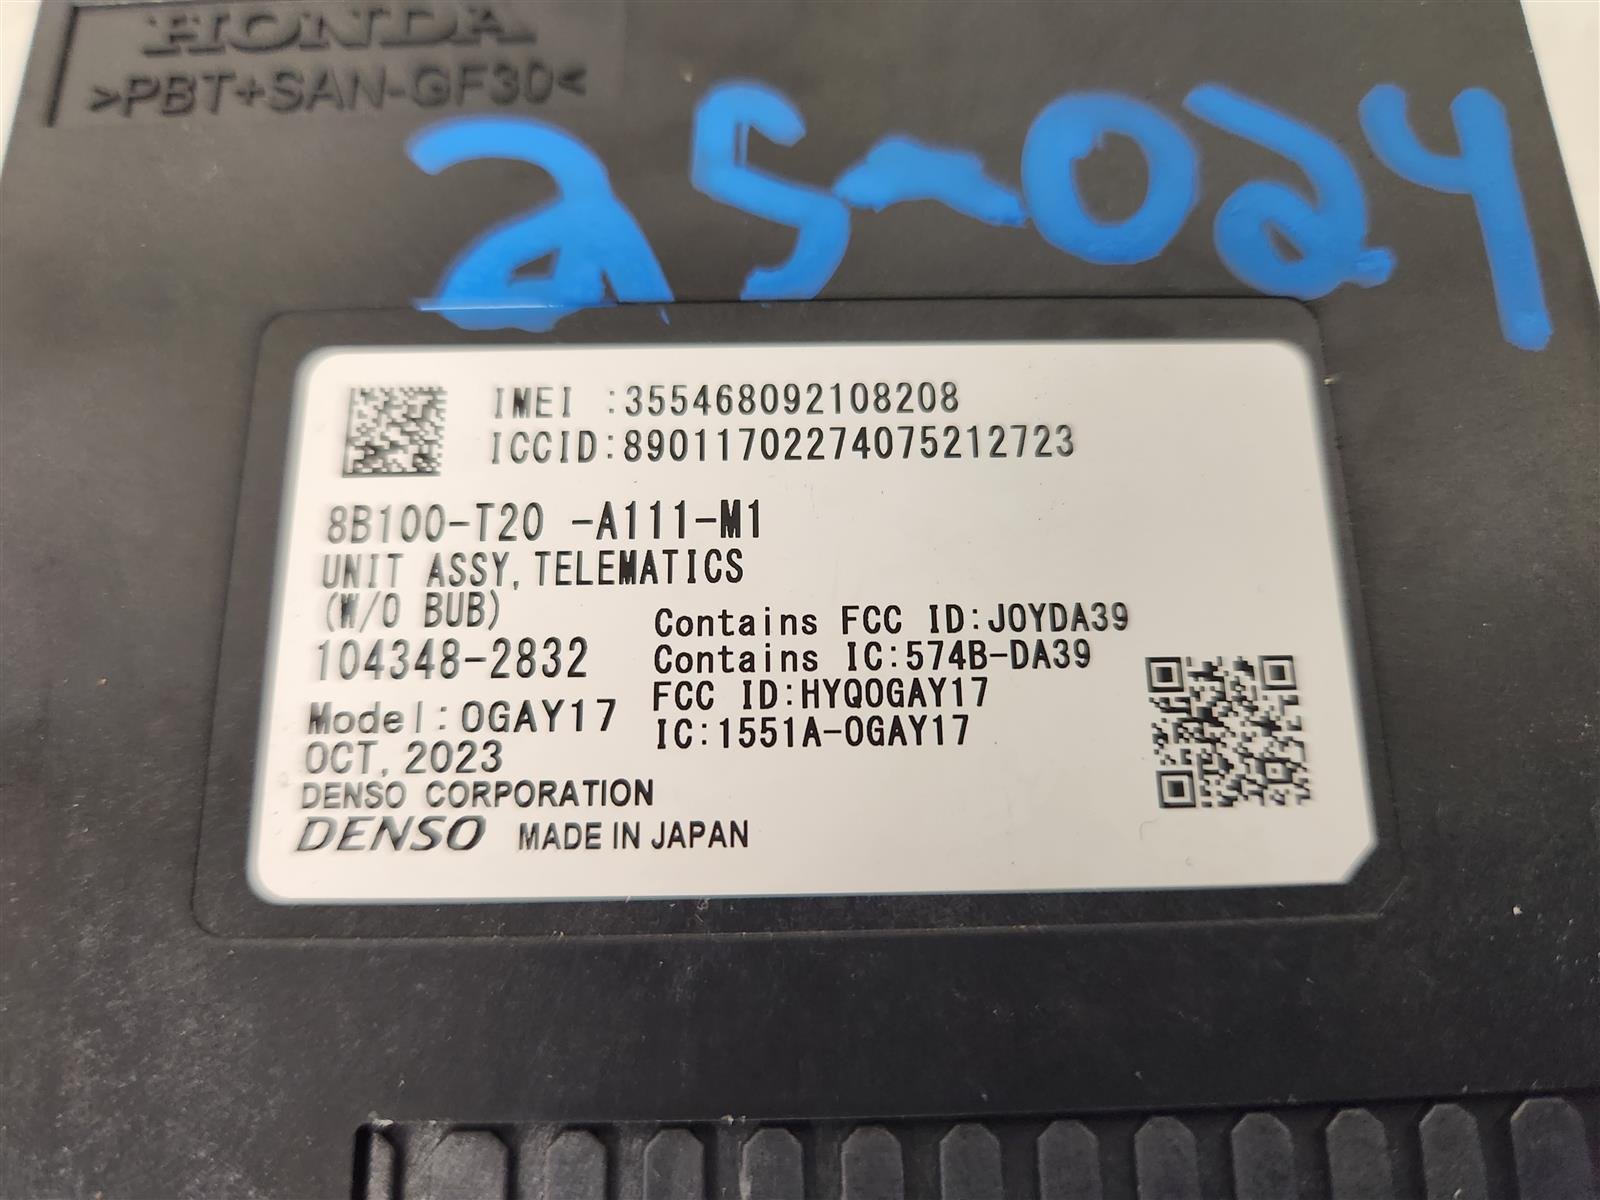 HONDA
>PBT+SAN-GF30<
25-024
IMEI :355468092108208
ICCID:89011702274075212723
8B100-T20 -A111-M1
UNIT ASSY,TELEMATICS
(W/O BUB)
104348-2832
Model:OGAY17
OCT,2023
Contains FCC ID:JOYDA39
Contains IC:574B-DA39
FCC ID:HYQOGAY17
IC:1551A-OGAY17
DENSO CORPORATION
DENSO MADE IN JAPAN